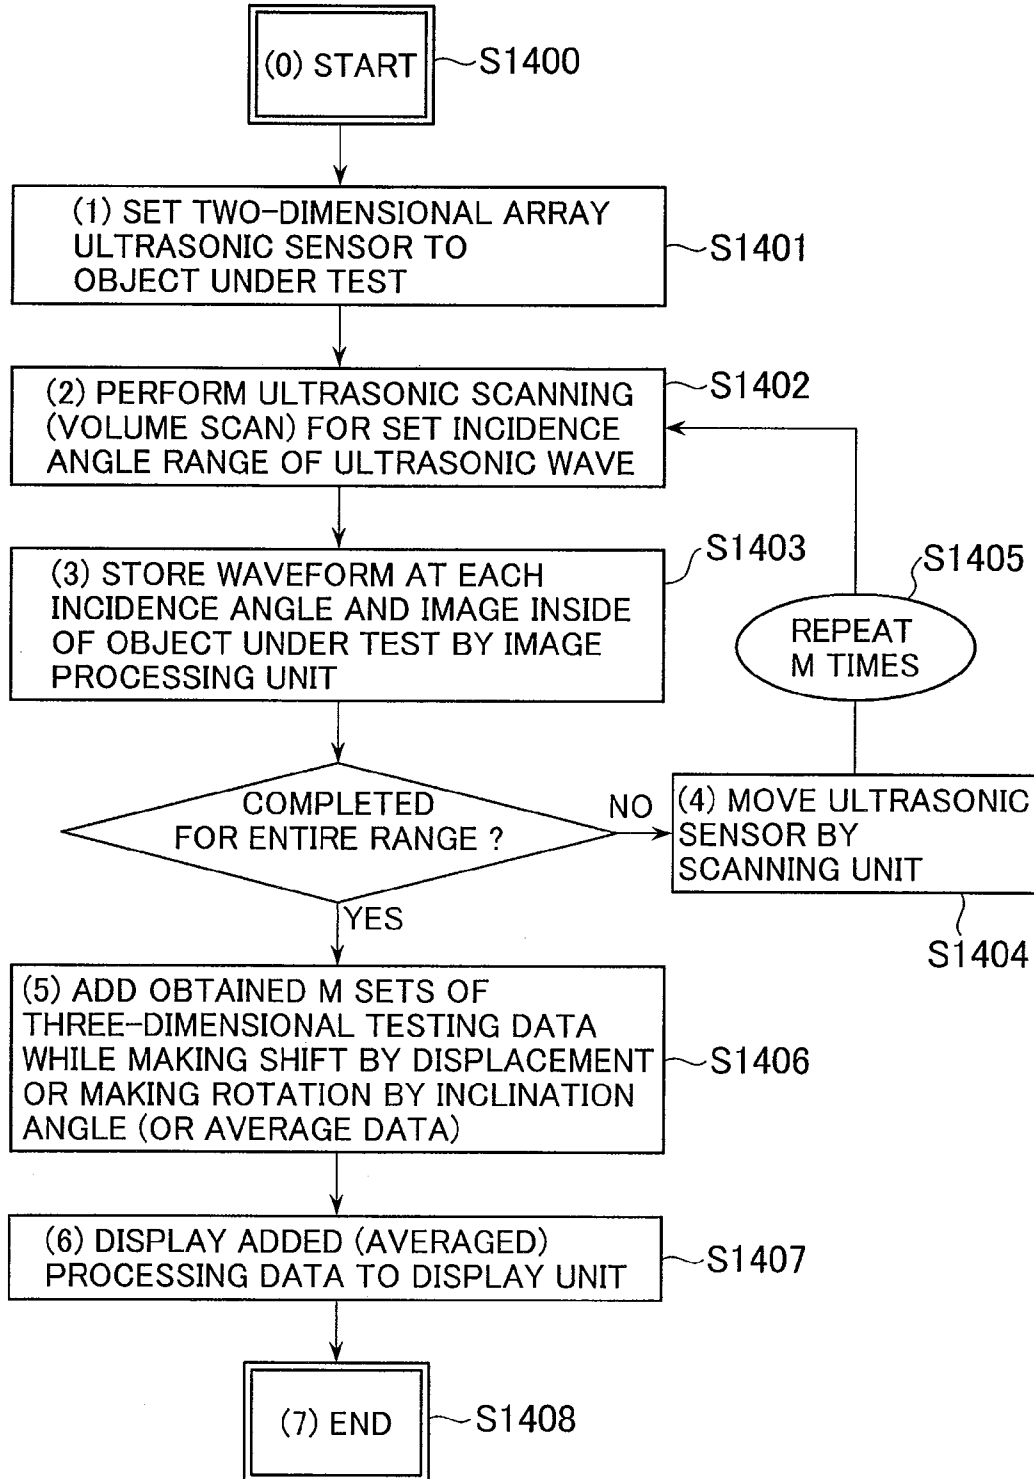 (0) START
S1400
(1) SET TWO-DIMENSIONAL ARRAY
ULTRASONIC SENSOR TO
OBJECT UNDER TEST
S1401
(2) PERFORM ULTRASONIC SCANNING
(VOLUME SCAN) FOR SET INCIDENCE
ANGLE RANGE OF ULTRASONIC WAVE
S1402
(3) STORE WAVEFORM AT EACH
INCIDENCE ANGLE AND IMAGE INSIDE
OF OBJECT UNDER TEST BY IMAGE
PROCESSING UNIT
S1403
S1405
REPEAT
M TIMES
COMPLETED
FOR ENTIRE RANGE ?
NO
(4) MOVE ULTRASONIC
SENSOR BY
SCANNING UNIT
S1404
YES
(5) ADD OBTAINED M SETS OF
THREE-DIMENSIONAL TESTING DATA
WHILE MAKING SHIFT BY DISPLACEMENT
OR MAKING ROTATION BY INCLINATION
ANGLE (OR AVERAGE DATA)
S1406
(6) DISPLAY ADDED (AVERAGED)
PROCESSING DATA TO DISPLAY UNIT
S1407
(7) END
S1408